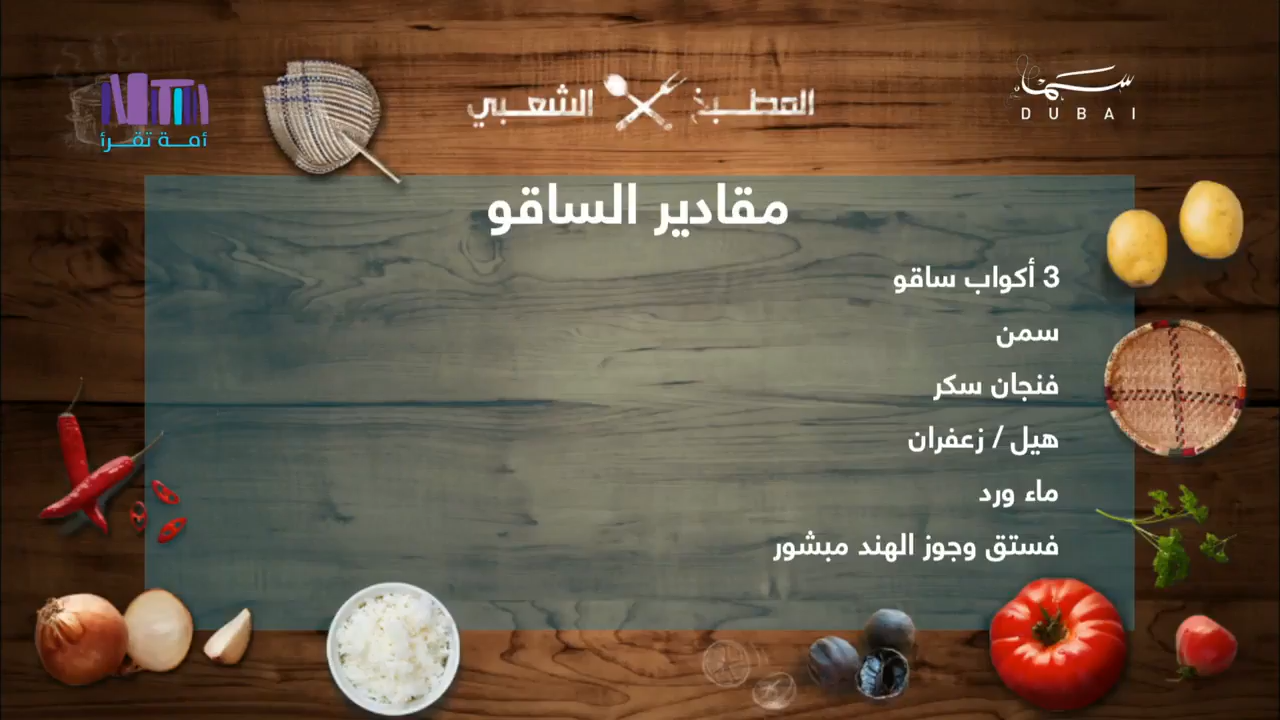 سما
DUBAI
المطبخ الشعبي
أمة تقرأ
مقادير الساقو
3 أكواب ساقو
سمن
فنجان سكر
هيل / زعفران
ماء ورد
فستق وجوز الهند مبشور